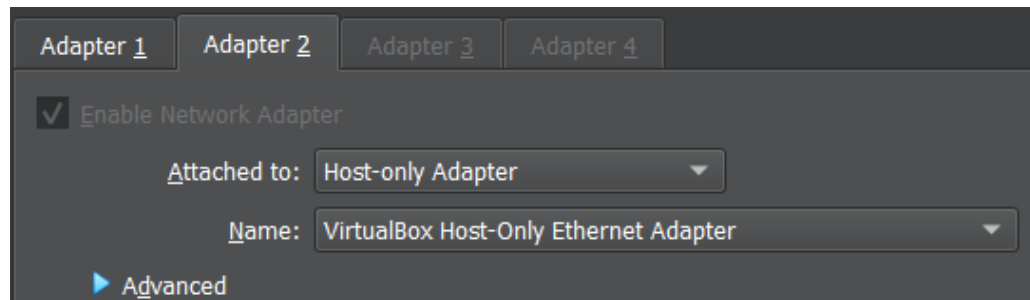 Adapter 1 Adapter 2 Adapter 3 Adapter 4
Enable Network Adapter
Attached to: Host-only Adapter
Name: VirtualBox Host-Only Ethernet Adapter
Advanced